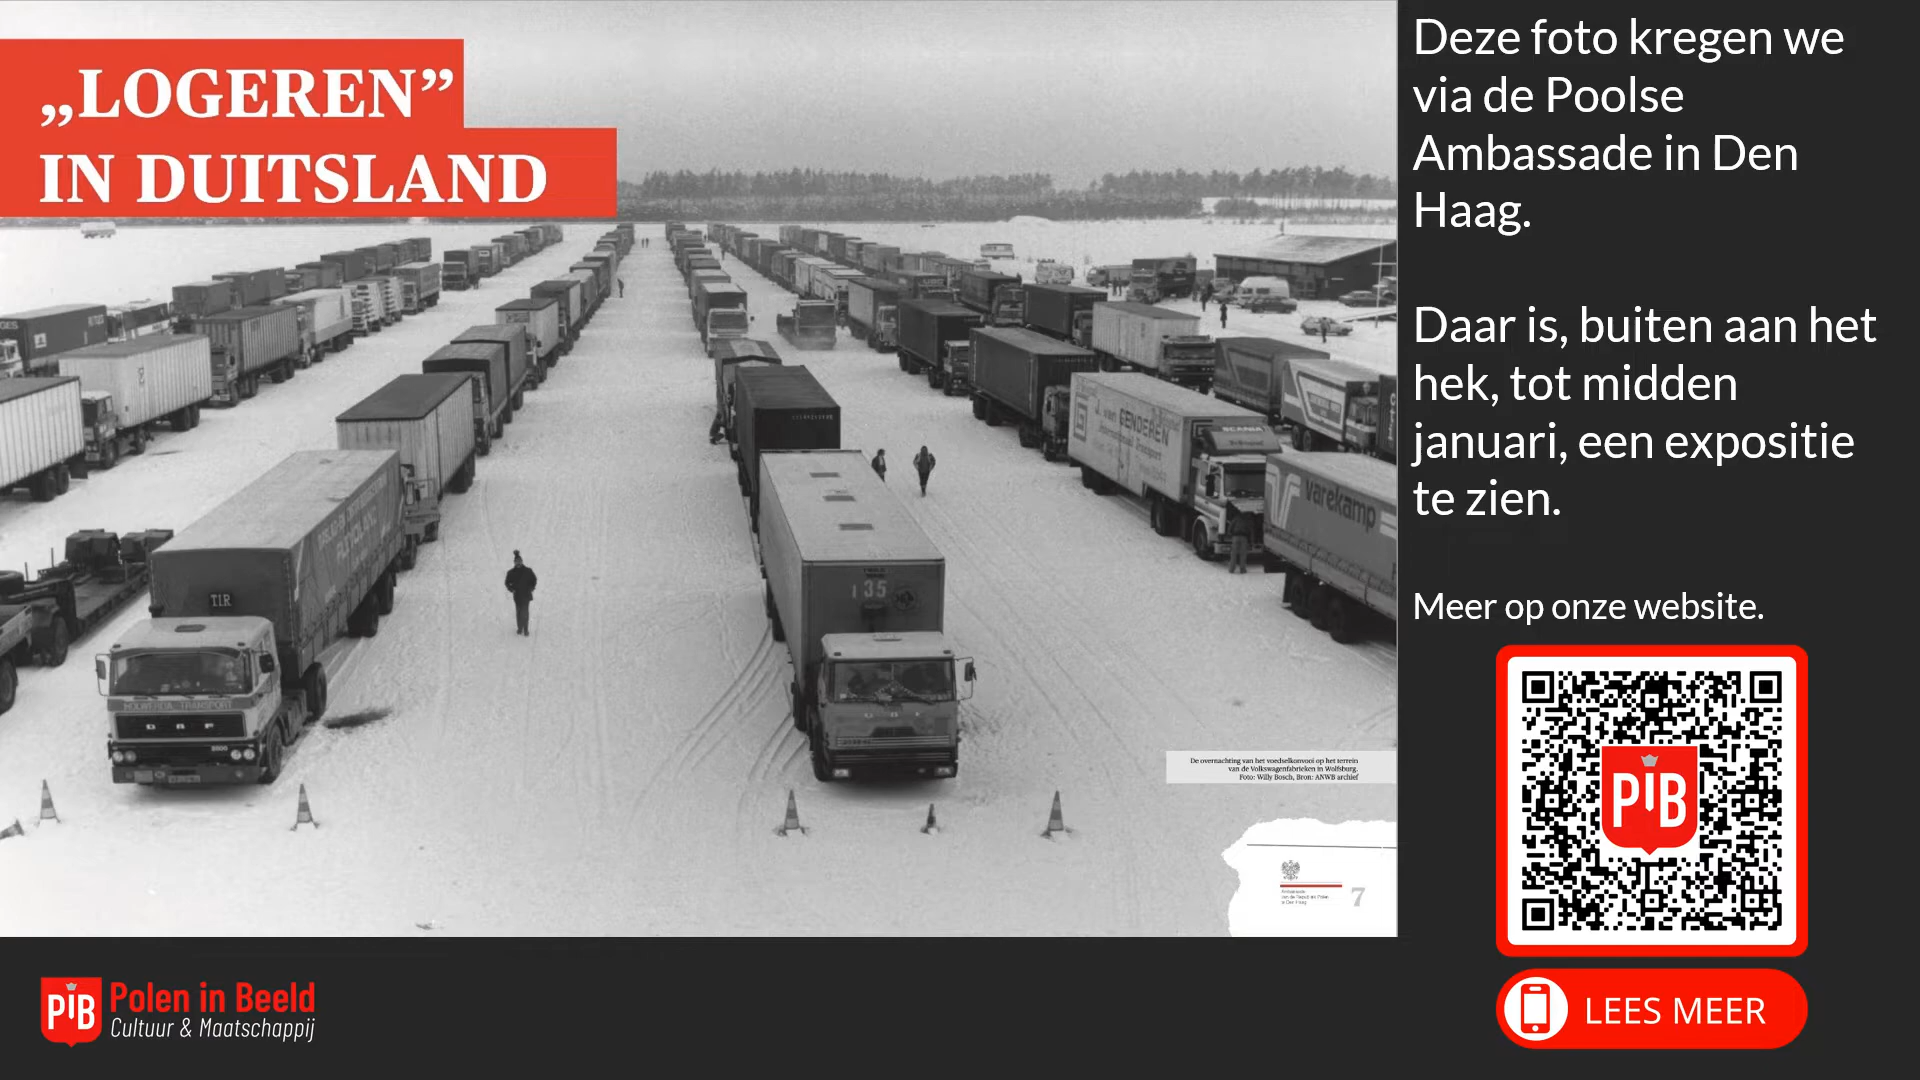 „LOGEREN”
IN DUITSLAND
Deze foto kregen we
via de Poolse
Ambassade in Den
Haag.
Daar is, buiten aan het
hek, tot midden
januari, een expositie
te zien.
Meer op onze website.
J. van GENDEREN
SCANIA
varekamp
TIR
135
DAF
De overnachting van het voedselkonvooi op het terrein
van de Volkswagenfabrieken in Wolfsburg.
Foto: Willy Bosch, Bron: ANWB archief
7
PiB
LEES MEER
PiB
Polen in Beeld
Cultuur & Maatschappij